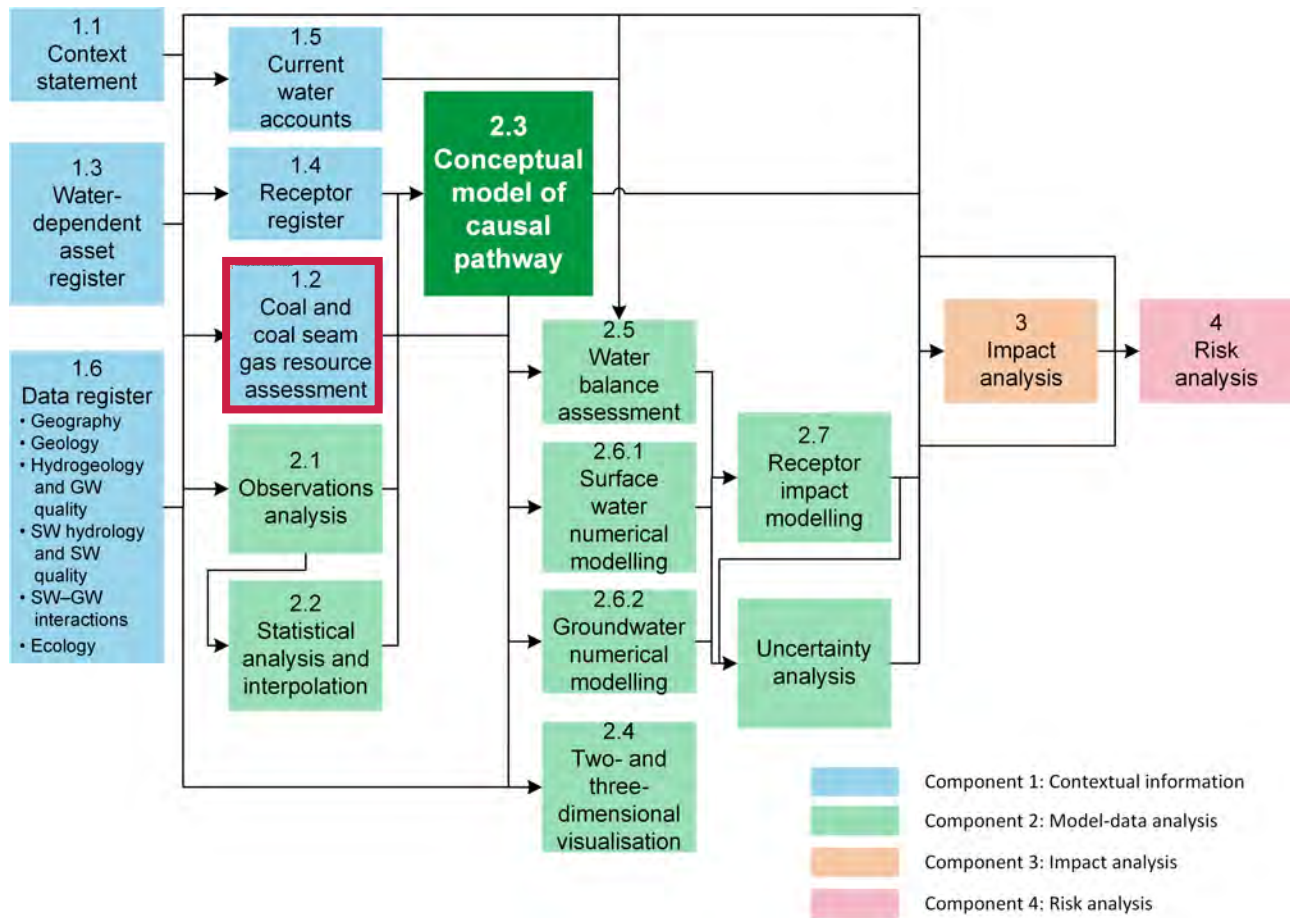 1.1
Context
statement
1.3
Water-
dependent
asset
register
1.6
Data register
• Geography
• Geology
• Hydrogeology
and GW
quality
• SW hydrology
and SW
quality
• SW–GW
interactions
• Ecology
1.5
Current
water
accounts
1.4
Receptor
register
1.2
Coal and
coal seam
gas resource
assessment
2.1
Observations
analysis
2.2
Statistical
analysis and
interpolation
2.3
Conceptual
model of
causal
pathway
2.5
Water
balance
assessment
2.6.1
Surface
water
numerical
modelling
2.6.2
Groundwater
numerical
modelling
2.4
Two- and
three-
dimensional
visualisation
2.7
Receptor
impact
modelling
Uncertainty
analysis
3
Impact
analysis
4
Risk
analysis
Component 1: Contextual information
Component 2: Model-data analysis
Component 3: Impact analysis
Component 4: Risk analysis